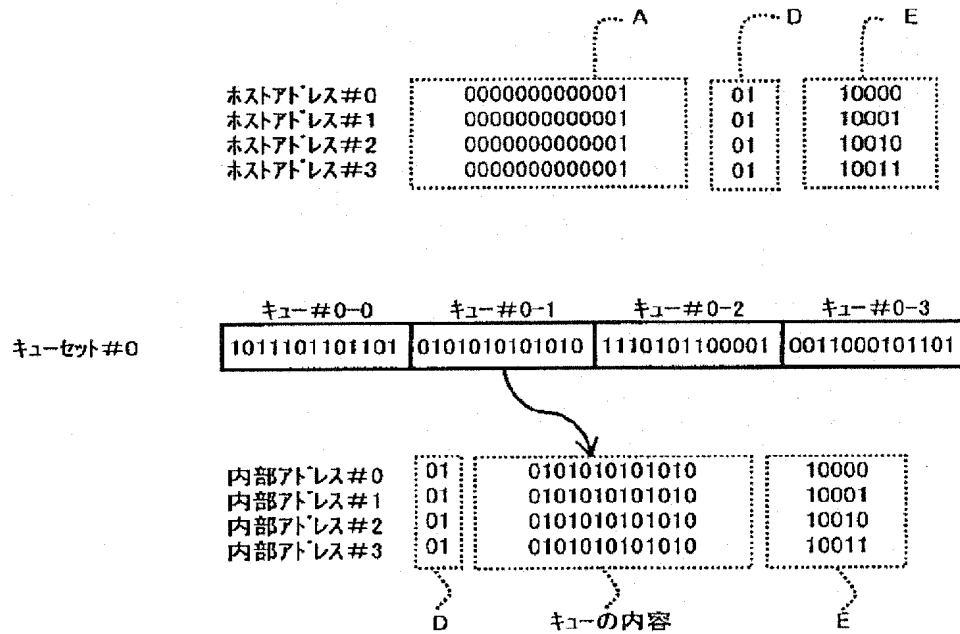 A D E
ホストアドレス#0 0000000000001 01 10000
ホストアドレス#1 0000000000001 01 10001
ホストアドレス#2 0000000000001 01 10010
ホストアドレス#3 0000000000001 01 10011
キュー#0-0 キュー#0-1 キュー#0-2 キュー#0-3
キューセット#0 1011101101101 0101010101010 1110101100001 0011000101101
内部アドレス#0 01 0101010101010 10000
内部アドレス#1 01 0101010101010 10001
内部アドレス#2 01 0101010101010 10010
内部アドレス#3 01 0101010101010 10011
D キューの内容 E